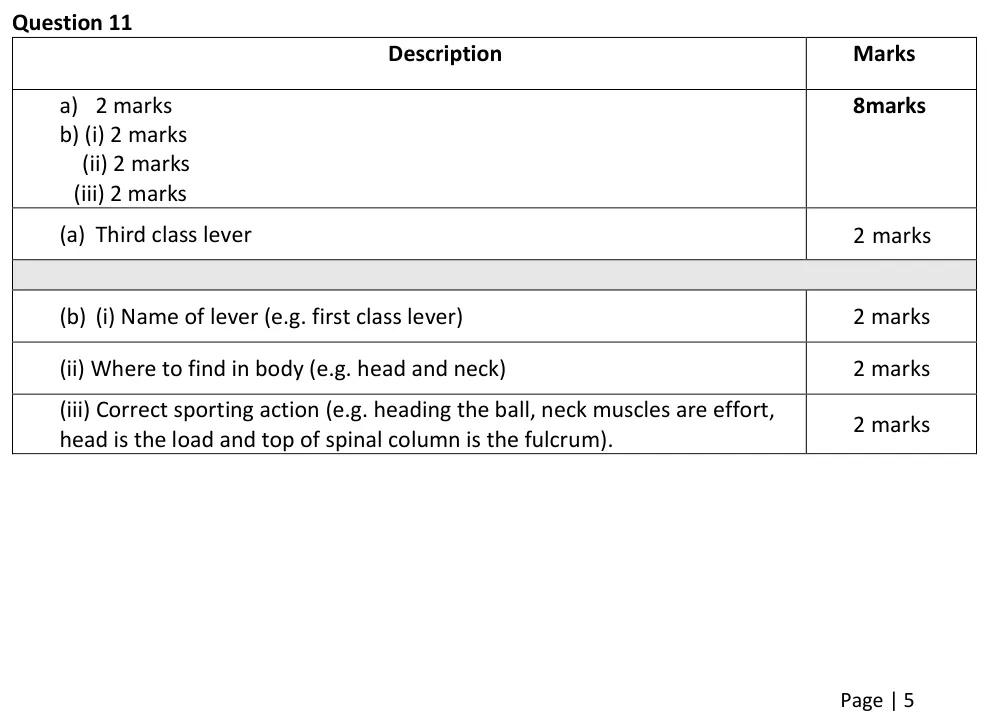 Question 11
Description Marks
a) 2 marks 8marks
b) (i) 2 marks
(ii) 2 marks
(iii) 2 marks
(a) Third class lever 2 marks
(b) (i) Name of lever (e.g. first class lever) 2 marks
(ii) Where to find in body (e.g. head and neck) 2 marks
(iii) Correct sporting action (e.g. heading the ball, neck muscles are effort,
head is the load and top of spinal column is the fulcrum). 2 marks
Page | 5